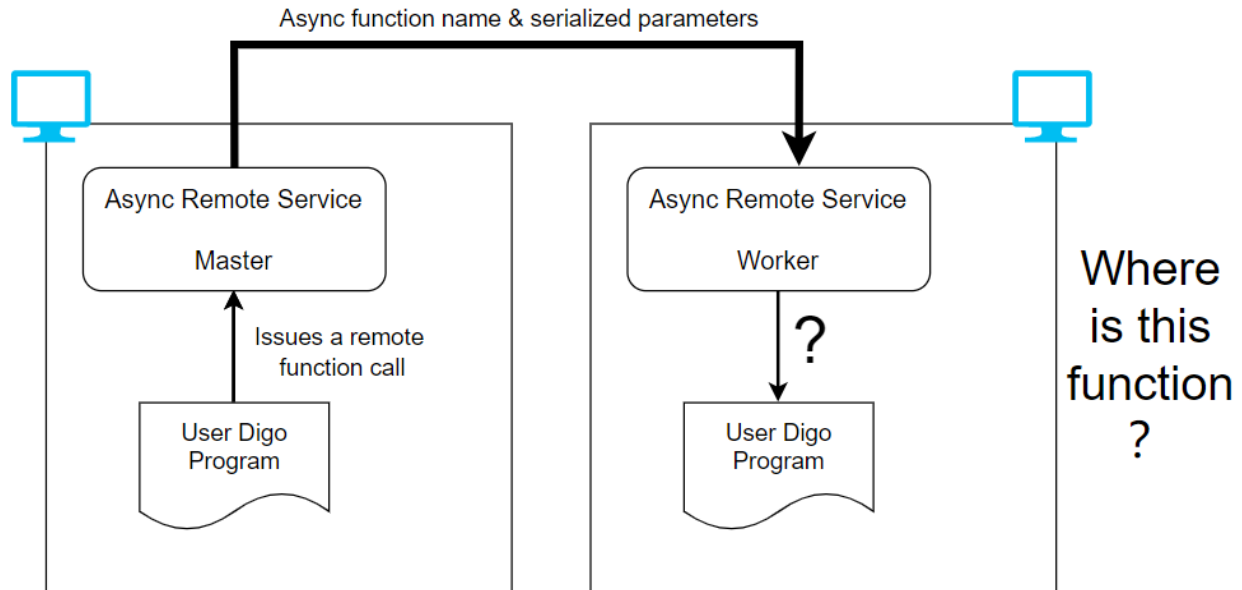 Async function name & serialized parameters
Async Remote Service
Master
Issues a remote
function call
User Digo
Program
Async Remote Service
Worker
?
User Digo
Program
Where
is this
function
?